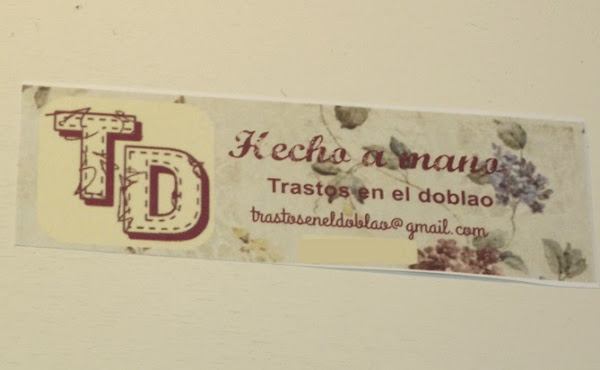 TD
Hecho a mano
Trastos en el doblao
trastoseneldoblao@gmail.com